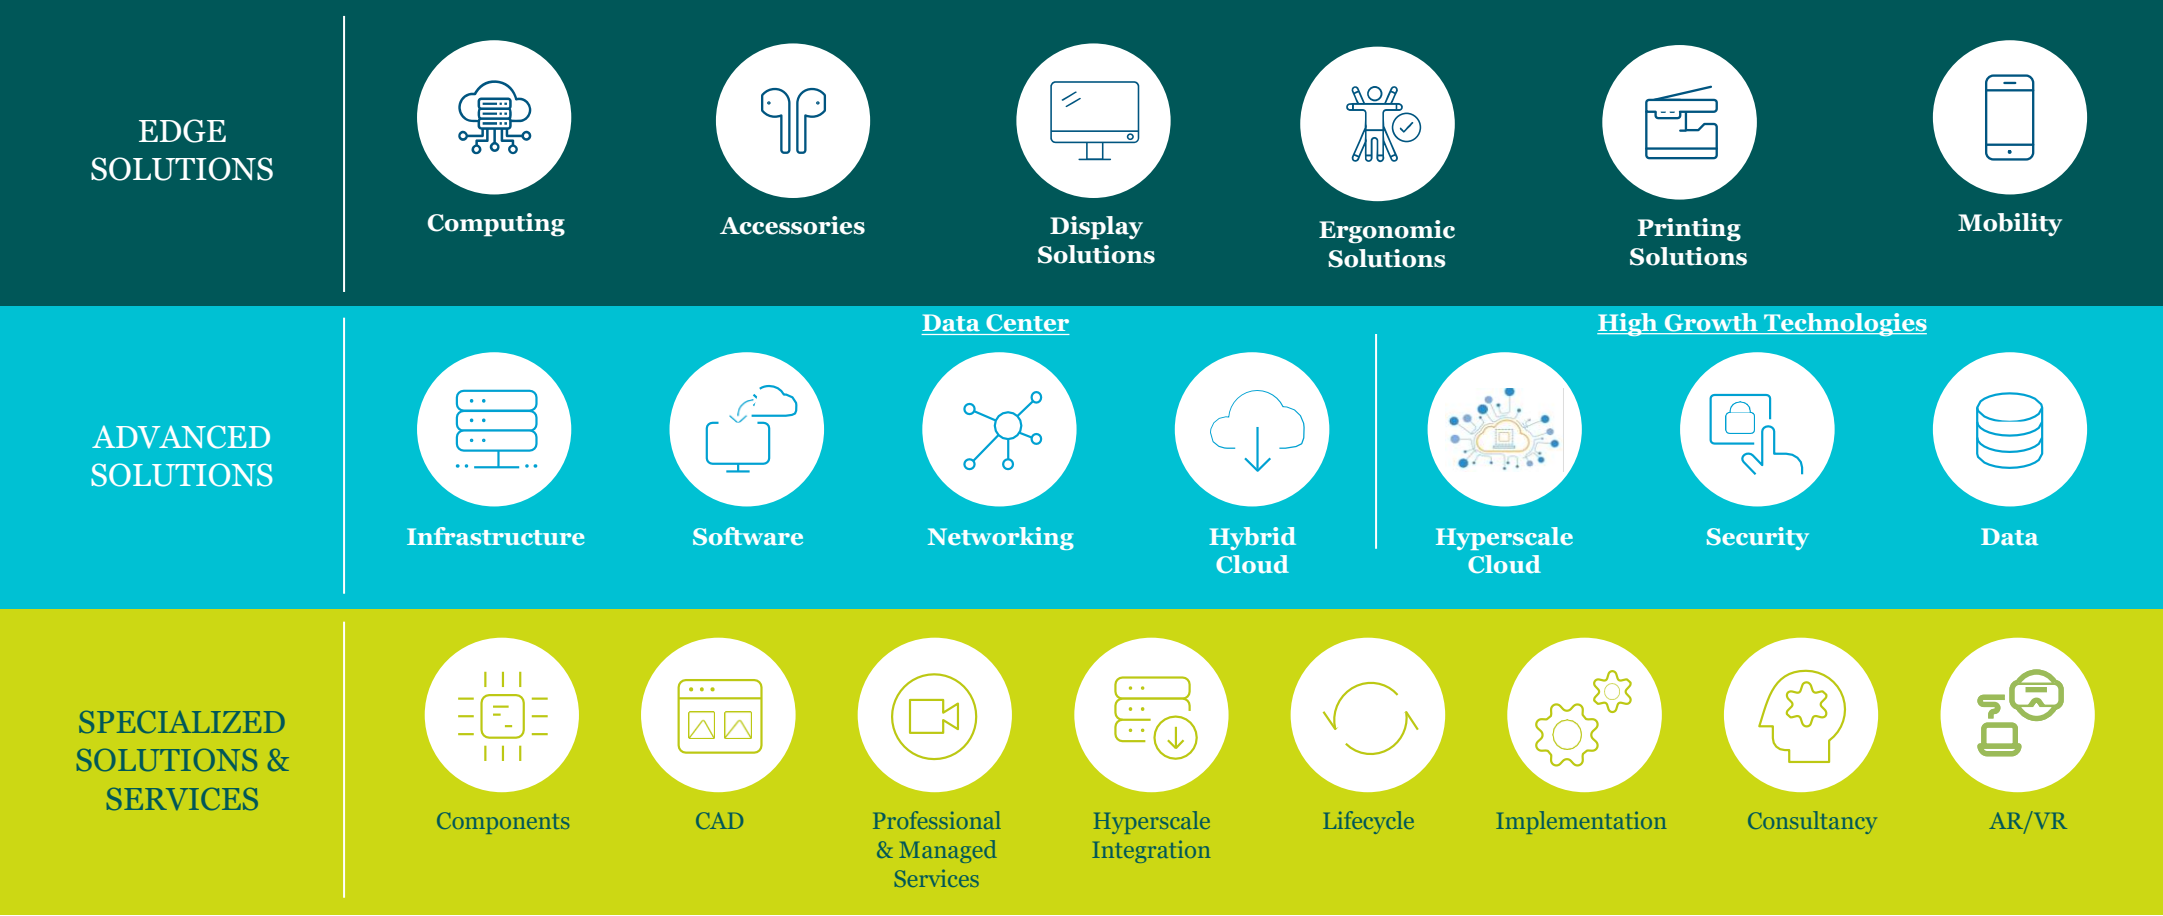 EDGE
SOLUTIONS
Computing
Accessories
Display
Solutions
Ergonomic
Solutions
Printing
Solutions
Mobility
ADVANCED
SOLUTIONS
Data Center
Infrastructure
Software
Networking
Hybrid
Cloud
High Growth Technologies
Hyperscale
Cloud
Security
Data
SPECIALIZED
SOLUTIONS &
SERVICES
Components
CAD
Professional
& Managed
Services
Hyperscale
Integration
Lifecycle
Implementation
Consultancy
AR/VR